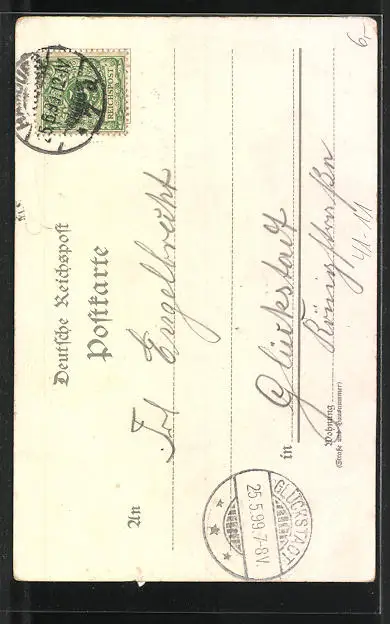 Deutsche Reichspost
Postkarte
REICHSPOST
An Frl Engelbrecht
in Glückstadt
Wohnung Königstraße
(Straße und Hausnummer)
GLÜCKSTADT
25.5.99.7-8V.
6,-